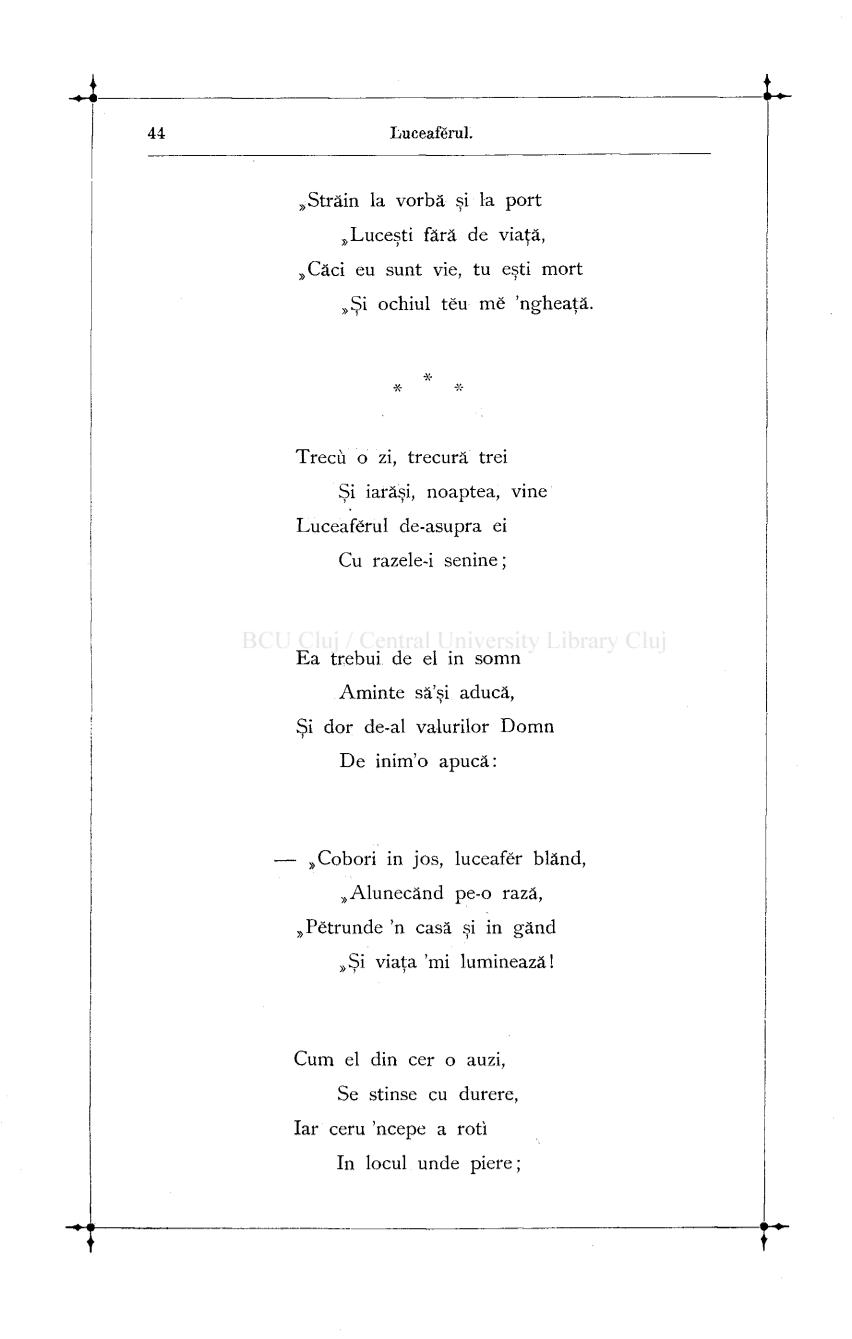 44 Luceafĕrul.
„Străin la vorbă și la port
„Lucești fără de viață,
„Căci eu sunt vie, tu ești mort
„Și ochiul tĕu mĕ ’ngheață.
* * *
Trecù o zi, trecură trei
Și iarăși, noaptea, vine
Luceafĕrul de-asupra ei
Cu razele-i senine;
BCU Cluj / Central University Library Cluj
Ea trebui de el in somn
Aminte să’și aducă,
Și dor de-al valurilor Domn
De inim’o apucă:
— „Cobori in jos, luceafĕr blănd,
„Alunecănd pe-o rază,
„Pĕtrunde ’n casă și in gănd
„Și viața ’mi luminează!
Cum el din cer o auzi,
Se stinse cu durere,
Iar ceru ’ncepe a rotì
In locul unde piere;